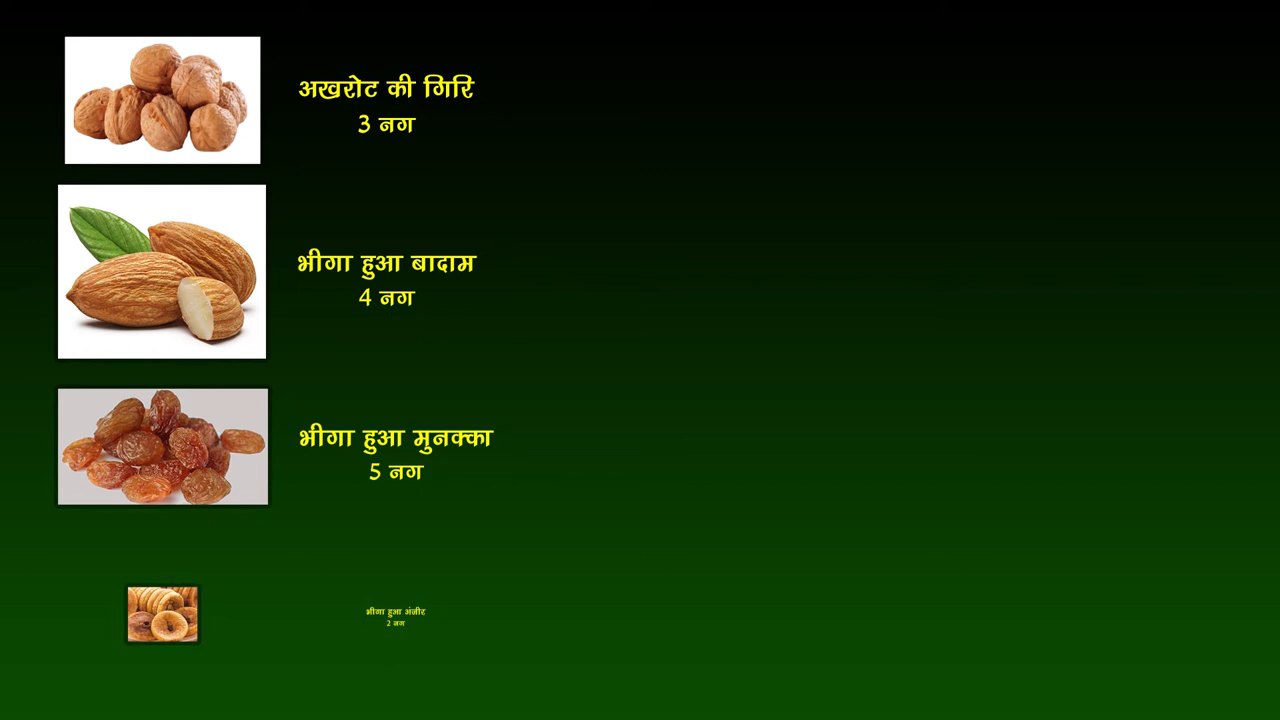 अखरोट की गिरि
3 नग
भीगा हुआ बादाम
4 नग
भीगा हुआ मुनक्का
5 नग
भीगा हुआ अंजीर
2 नग